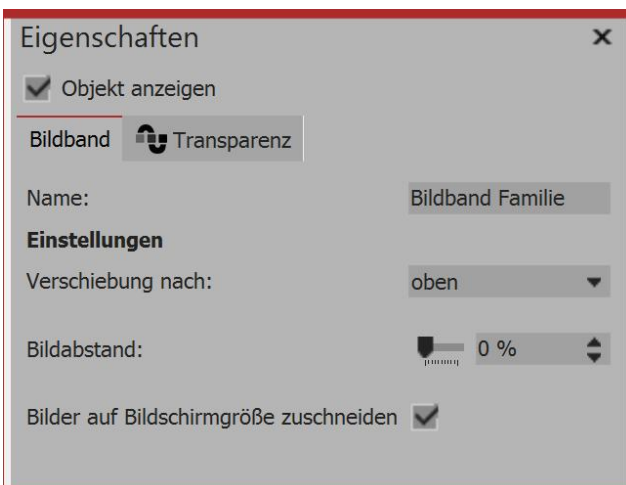 Eigenschaften
Objekt anzeigen
Bildband Transparenz
Name: Bildband Familie
Einstellungen
Verschiebung nach: oben
Bildabstand: 0 %
Bilder auf Bildschirmgröße zuschneiden